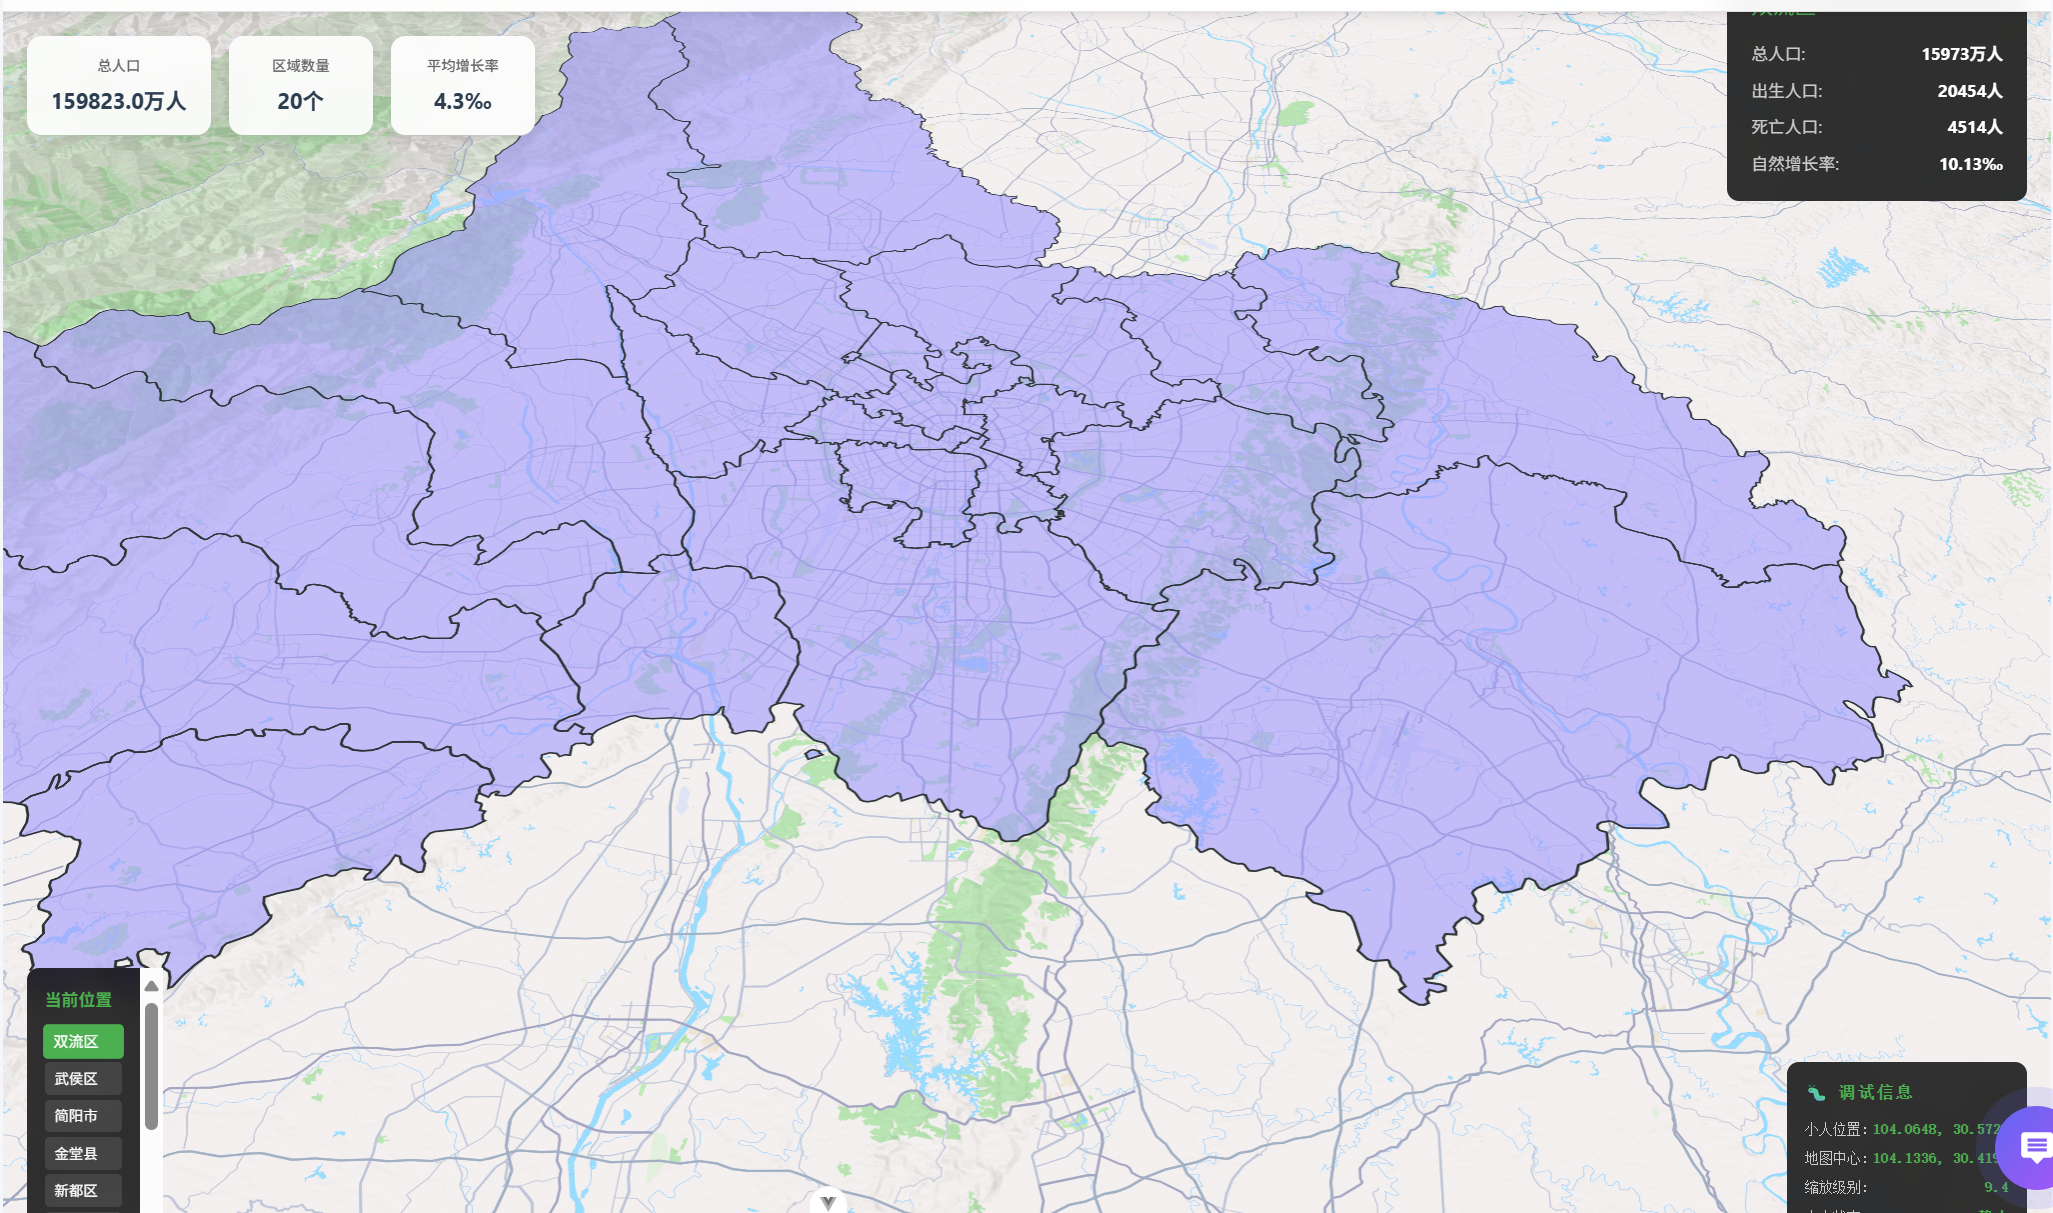 总人口
159823.0万人
区域数量
20个
平均增长率
4.3‰
总人口: 15973万人
出生人口: 20454人
死亡人口: 4514人
自然增长率: 10.13‰
当前位置
双流区
武侯区
简阳市
金堂县
新都区
调试信息
小人位置: 104.0648, 30.572
地图中心: 104.1336, 30.419
缩放级别: 9.4